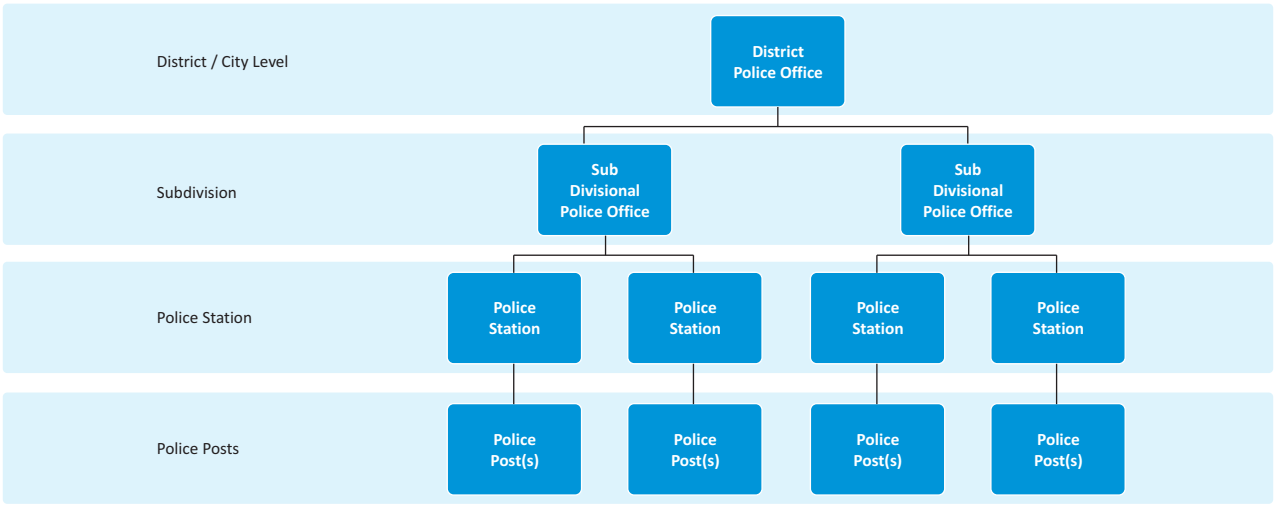 District / City Level
District
Police Office
Subdivision
Sub
Divisional
Police Office
Sub
Divisional
Police Office
Police Station
Police
Station
Police
Station
Police
Station
Police
Station
Police Posts
Police
Post(s)
Police
Post(s)
Police
Post(s)
Police
Post(s)